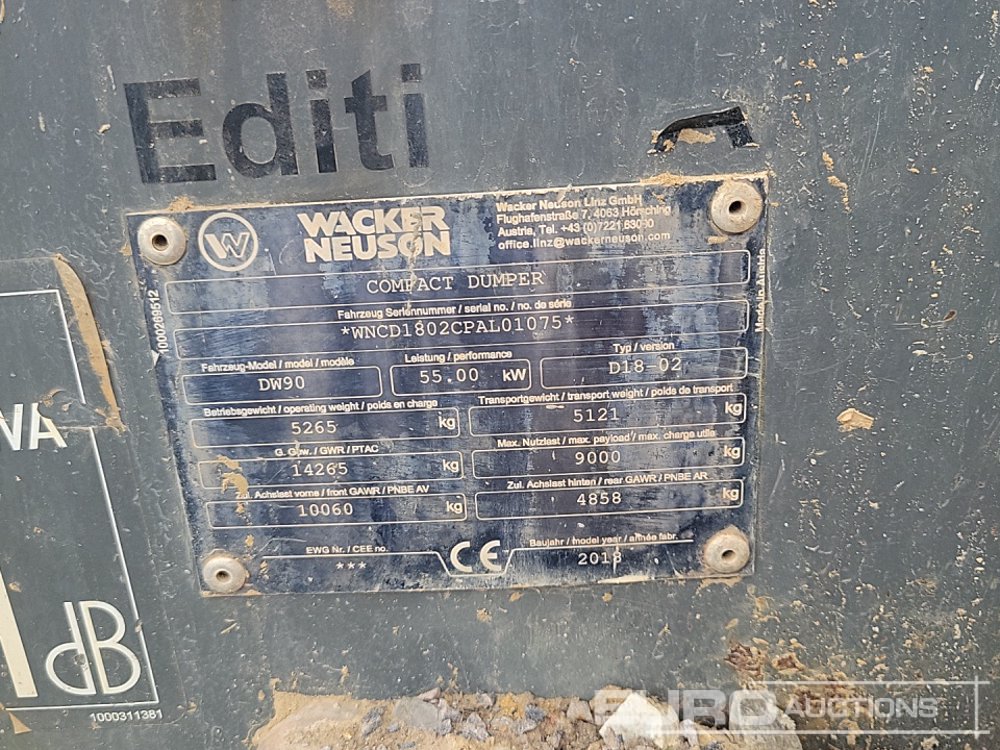 Editi
WACKER
NEUSON
Wacker Neuson Linz GmbH
Flughafenstraße 7, 4063 Hörsching
Austria, Tel. +43 (0)7221 63000
office.linz@wackerneuson.com
COMPACT DUMPER
Fahrzeug Seriennummer / serial no. / no. de série
*WNCD1802CPAL01075*
Fahrzeug-Model / model / modèle
DW90
Leistung / performance
55.00 kW
Typ / version
D18-02
Betriebsgewicht / operating weight / poids en charge
5265 kg
Transportgewicht / transport weight / poids de transport
5121 kg
G. Gew. / GWR / PTAC
14265 kg
Max. Nutzlast / max. payload / max. charge utile
9000 kg
Zul. Achslast vorne / front GAWR / PNBE AV
10060 kg
Zul. Achslast hinten / rear GAWR / PNBE AR
4858 kg
EWG Nr. / CEE no.
***
CE
Baujahr / model year / année fabr.
2018
1000289512
Made in Austria
WA
dB
1000311381
EURO AUCTIONS